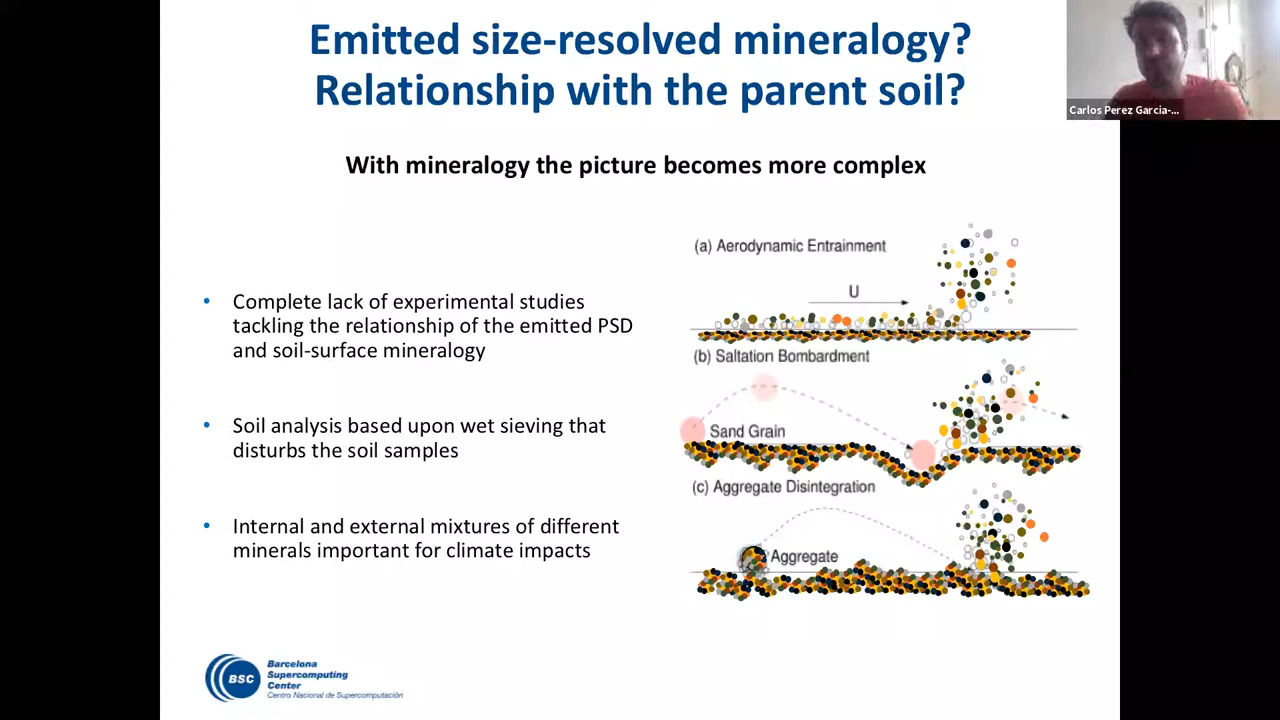 Emitted size-resolved mineralogy?
Relationship with the parent soil?
Carlos Perez Garcia-...
With mineralogy the picture becomes more complex
• Complete lack of experimental studies
tackling the relationship of the emitted PSD
and soil-surface mineralogy
• Soil analysis based upon wet sieving that
disturbs the soil samples
• Internal and external mixtures of different
minerals important for climate impacts
(a) Aerodynamic Entrainment
U
(b) Saltation Bombardment
Sand Grain
(c) Aggregate Disintegration
Aggregate
BSC
Barcelona
Supercomputing
Center
Centro Nacional de Supercomputación